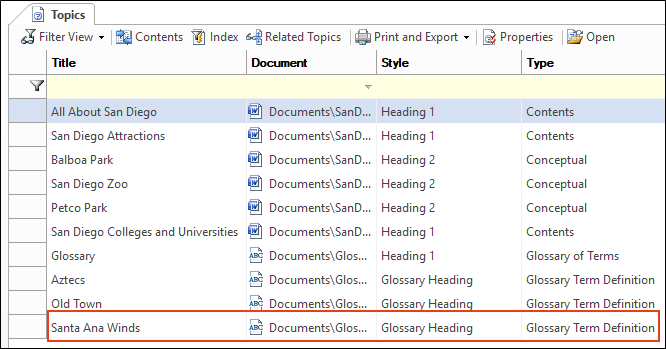 Topics
Filter View Contents Index Related Topics Print and Export Properties Open
Title Document Style Type
All About San Diego Documents\SanD... Heading 1 Contents
San Diego Attractions Documents\SanD... Heading 1 Contents
Balboa Park Documents\SanD... Heading 2 Conceptual
San Diego Zoo Documents\SanD... Heading 2 Conceptual
Petco Park Documents\SanD... Heading 2 Conceptual
San Diego Colleges and Universities Documents\SanD... Heading 1 Contents
Glossary Documents\Glos... Heading 1 Glossary of Terms
Aztecs Documents\Glos... Glossary Heading Glossary Term Definition
Old Town Documents\Glos... Glossary Heading Glossary Term Definition
Santa Ana Winds Documents\Glos... Glossary Heading Glossary Term Definition